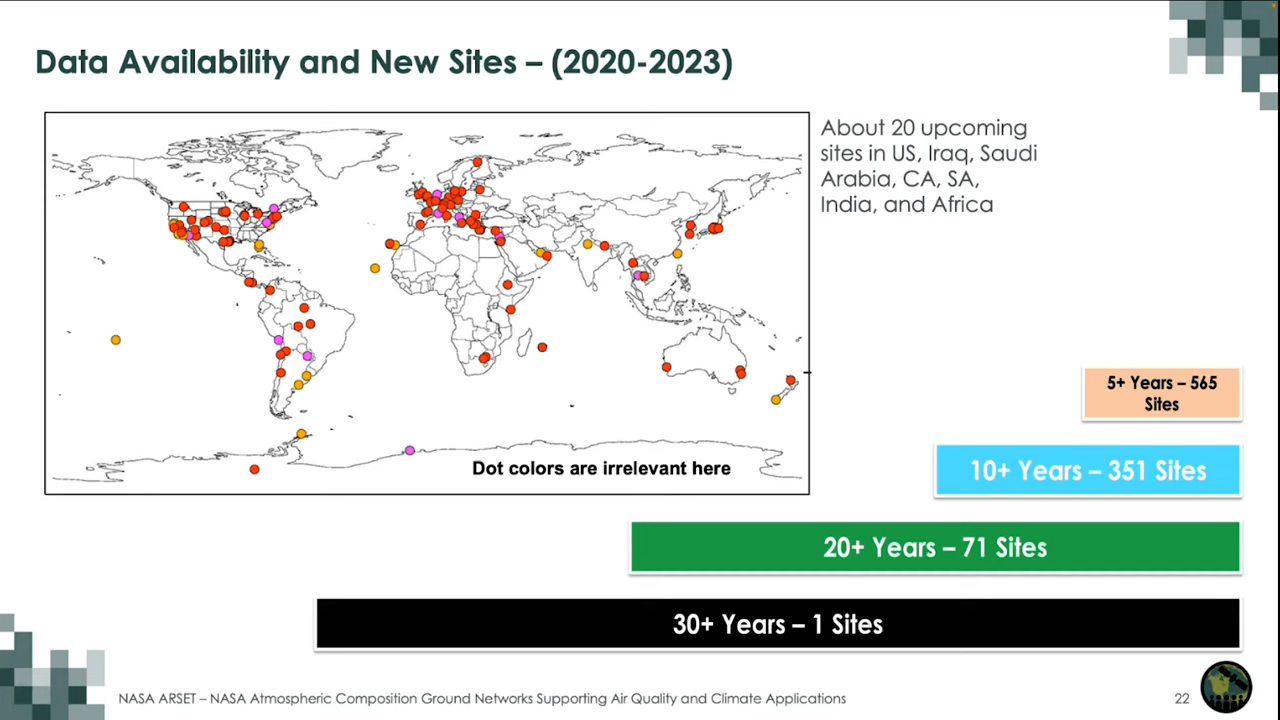 Data Availability and New Sites – (2020-2023)
About 20 upcoming
sites in US, Iraq, Saudi
Arabia, CA, SA,
India, and Africa
Dot colors are irrelevant here
5+ Years – 565
Sites
10+ Years – 351 Sites
20+ Years – 71 Sites
30+ Years – 1 Sites
NASA ARSET – NASA Atmospheric Composition Ground Networks Supporting Air Quality and Climate Applications
22